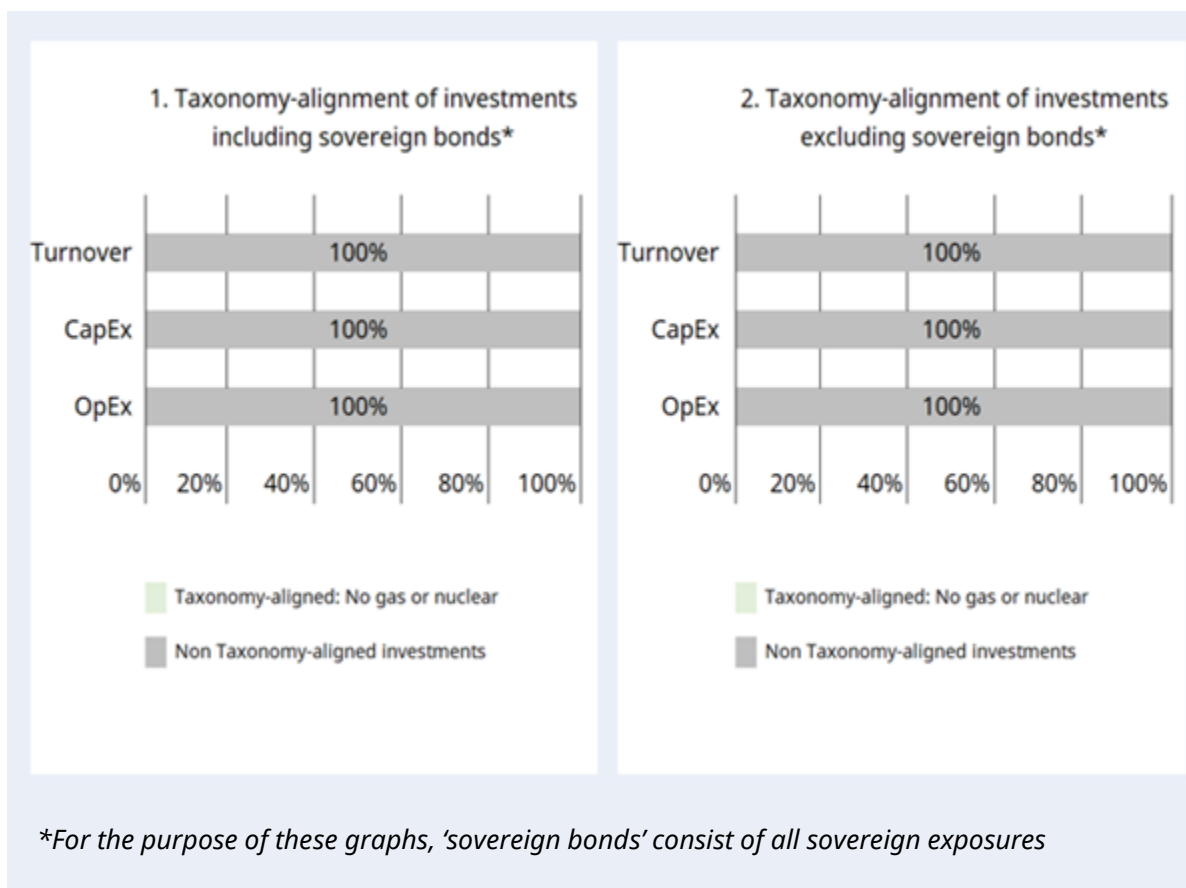 1. Taxonomy-alignment of investments
including sovereign bonds*
Turnover 100%
CapEx 100%
OpEx 100%
0% 20% 40% 60% 80% 100%
Taxonomy-aligned: No gas or nuclear
Non Taxonomy-aligned investments
2. Taxonomy-alignment of investments
excluding sovereign bonds*
Turnover 100%
CapEx 100%
OpEx 100%
0% 20% 40% 60% 80% 100%
Taxonomy-aligned: No gas or nuclear
Non Taxonomy-aligned investments
*For the purpose of these graphs, ‘sovereign bonds’ consist of all sovereign exposures